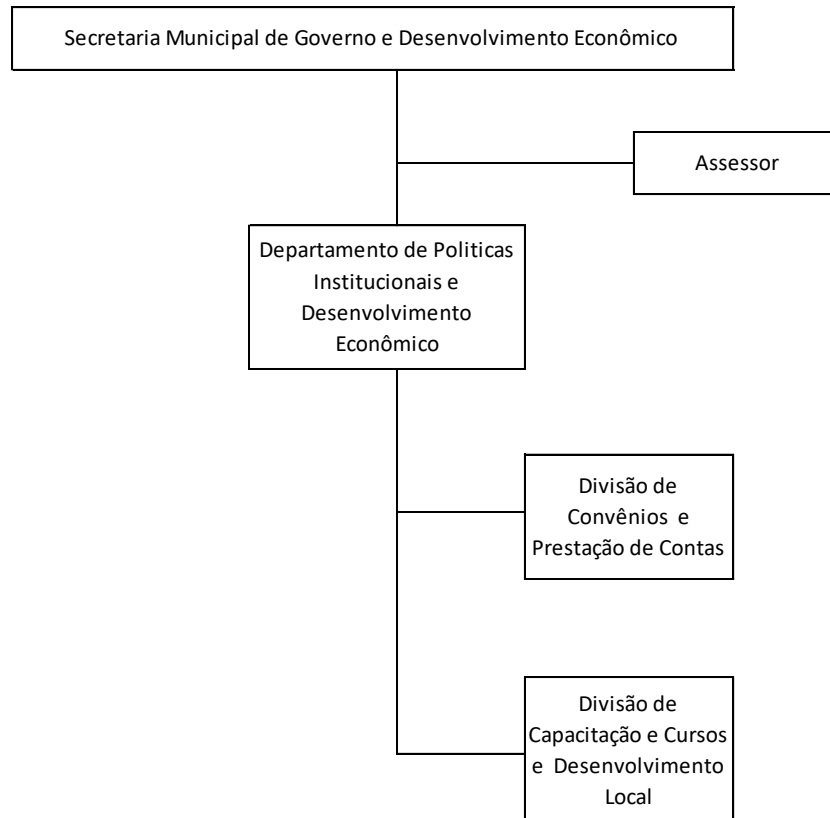 Secretaria Municipal de Governo e Desenvolvimento Econômico
Assessor
Departamento de Politicas
Institucionais e
Desenvolvimento
Econômico
Divisão de
Convênios e
Prestação de Contas
Divisão de
Capacitação e Cursos
e Desenvolvimento
Local